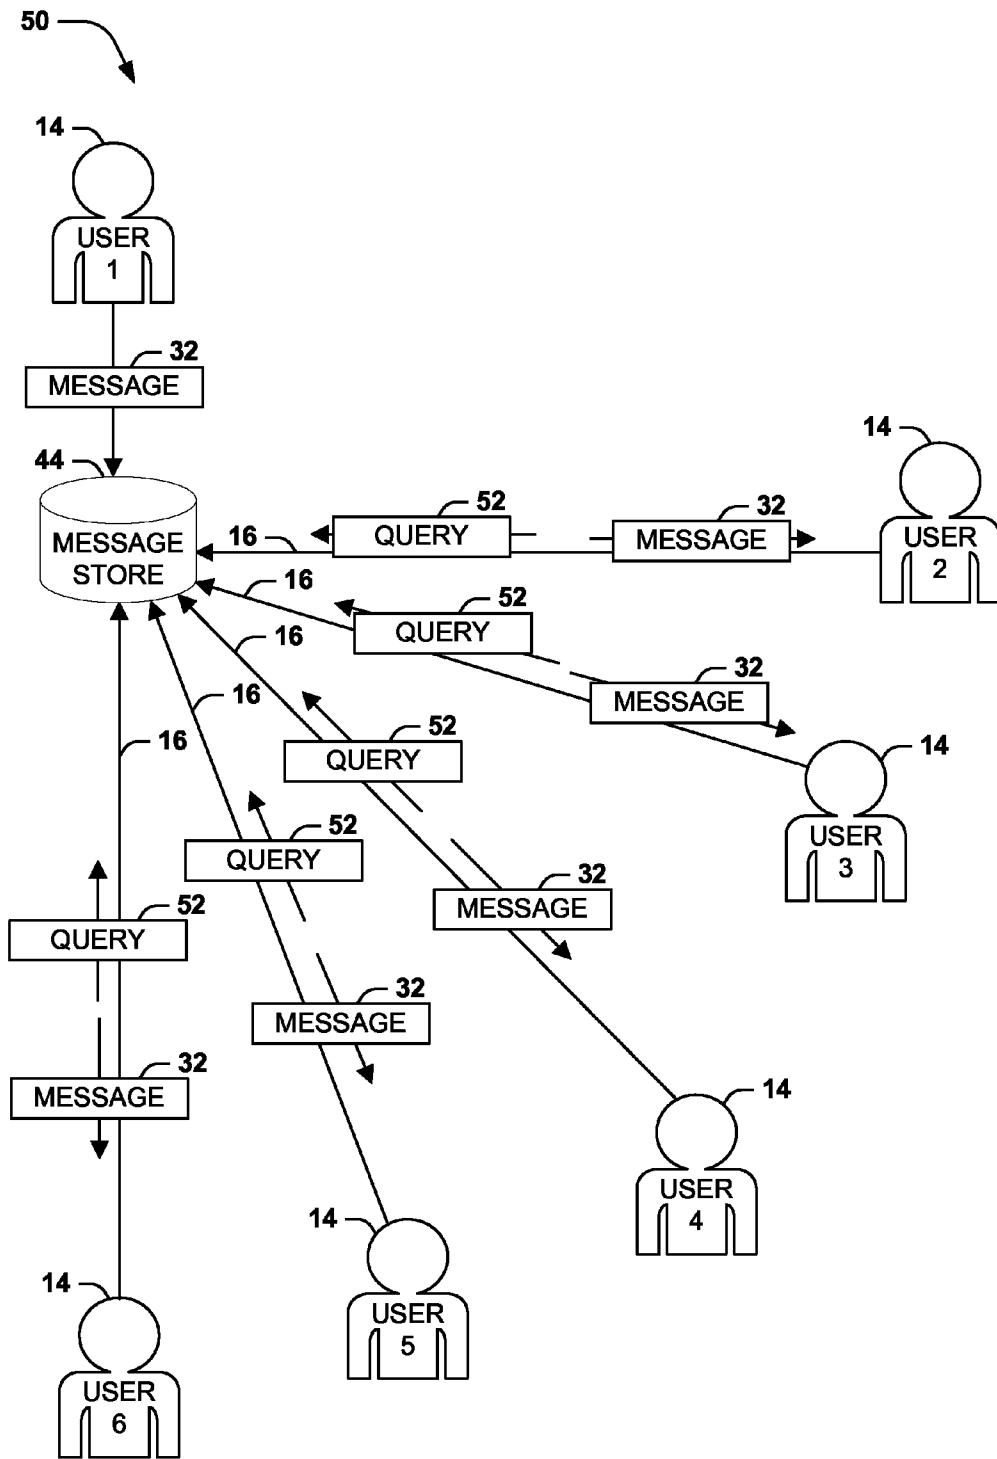 50
14
USER
1
32
MESSAGE
44
MESSAGE
STORE
14
USER
2
16
52
QUERY
32
MESSAGE
16
52
QUERY
32
MESSAGE
14
USER
3
16
52
QUERY
32
MESSAGE
14
USER
4
16
52
QUERY
32
MESSAGE
14
USER
5
16
52
QUERY
32
MESSAGE
14
USER
6